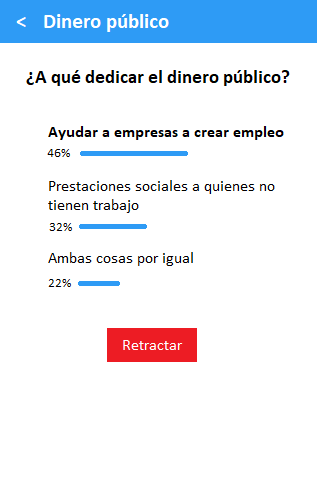 < Dinero público
¿A qué dedicar el dinero público?
Ayudar a empresas a crear empleo
46%
Prestaciones sociales a quienes no
tienen trabajo
32%
Ambas cosas por igual
22%
Retractar